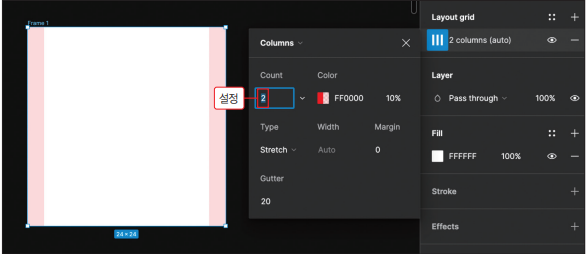 Frame 1
24 × 24
설정
Columns
Count
Color
2
FF0000
10%
Type
Width
Margin
Stretch
Auto
0
Gutter
20
Layout grid
2 columns (auto)
Layer
Pass through
100%
Fill
FFFFFF
100%
Stroke
Effects